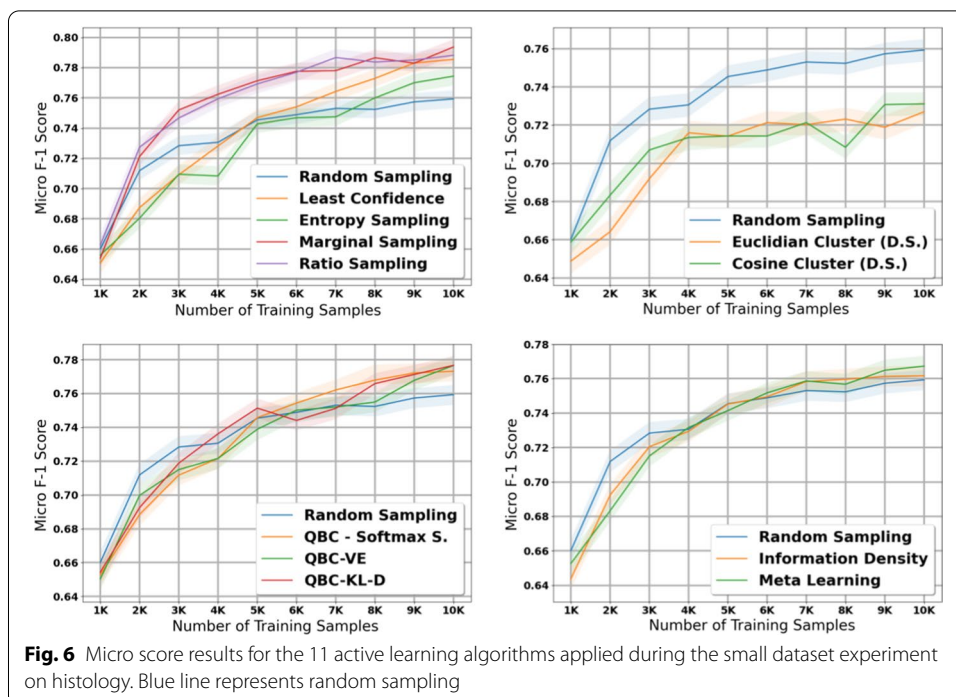 0.80
0.78
0.76
0.74
0.72
0.70
0.68
0.66
0.64
Micro F-1 Score
Random Sampling
Least Confidence
Entropy Sampling
Marginal Sampling
Ratio Sampling
1K 2K 3K 4K 5K 6K 7K 8K 9K 10K
Number of Training Samples
0.76
0.74
0.72
0.70
0.68
0.66
0.64
Micro F-1 Score
Random Sampling
Euclidian Cluster (D.S.)
Cosine Cluster (D.S.)
1K 2K 3K 4K 5K 6K 7K 8K 9K 10K
Number of Training Samples
0.78
0.76
0.74
0.72
0.70
0.68
0.66
0.64
Micro F-1 Score
Random Sampling
QBC - Softmax S.
QBC-VE
QBC-KL-D
1K 2K 3K 4K 5K 6K 7K 8K 9K 10K
Number of Training Samples
0.78
0.76
0.74
0.72
0.70
0.68
0.66
0.64
Micro F-1 Score
Random Sampling
Information Density
Meta Learning
1K 2K 3K 4K 5K 6K 7K 8K 9K 10K
Number of Training Samples
Fig. 6 Micro score results for the 11 active learning algorithms applied during the small dataset experiment
on histology. Blue line represents random sampling